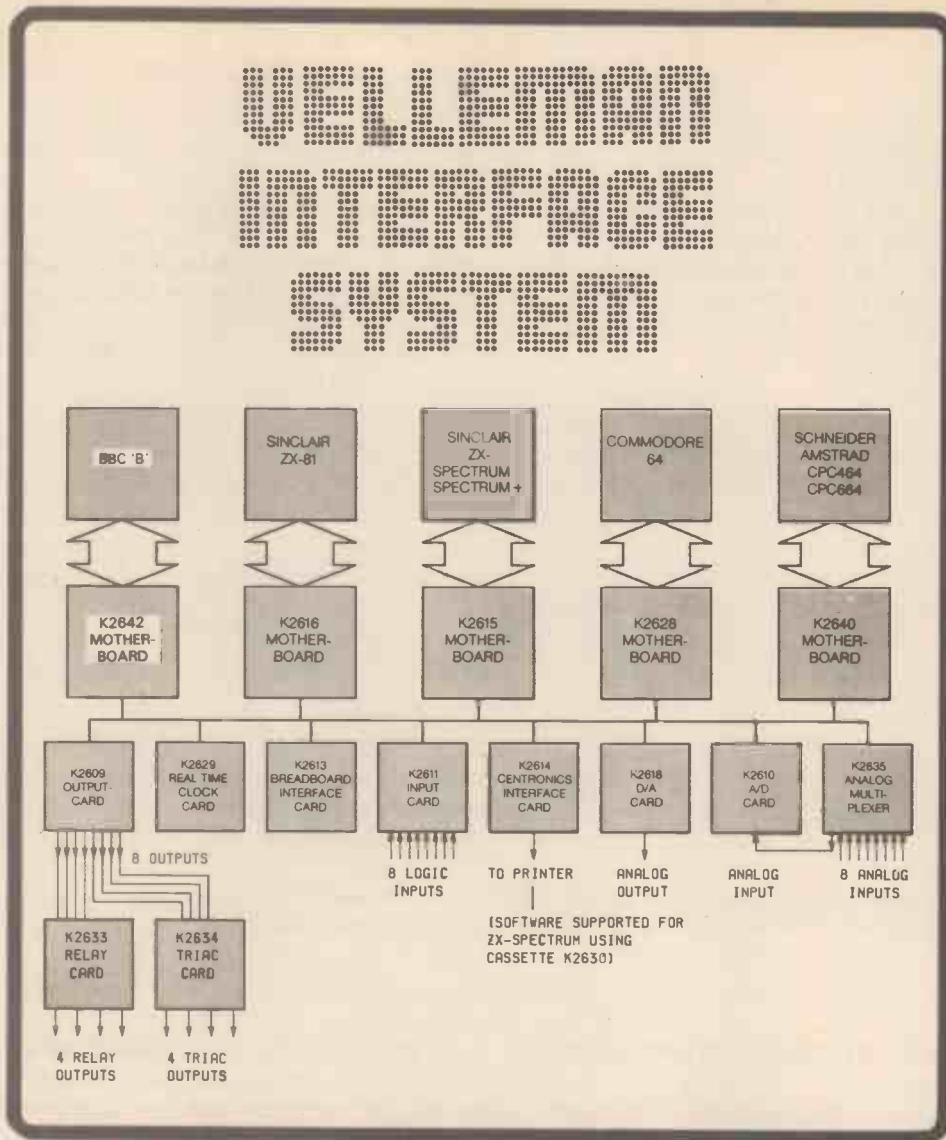 VELLEMAN
INTERFACE
SYSTEM
BBC 'B'
SINCLAIR
ZX-81
SINCLAIR
ZX-
SPECTRUM
SPECTRUM +
COMMODORE
64
SCHNEIDER
AMSTRAD
CPC464
CPC664
K2642
MOTHER-
BOARD
K2616
MOTHER-
BOARD
K2615
MOTHER-
BOARD
K2628
MOTHER-
BOARD
K2640
MOTHER-
BOARD
K2609
OUTPUT-
CARD
K2629
REAL TIME
CLOCK
CARD
K2613
BREADBOARD
INTERFACE
CARD
K2611
INPUT
CARD
K2614
CENTRONICS
INTERFACE
CARD
K2618
D/A
CARD
K2610
A/D
CARD
K2635
ANALOG
MULTI-
PLEXER
8 OUTPUTS
8 LOGIC
INPUTS
TO PRINTER
ANALOG
OUTPUT
ANALOG
INPUT
8 ANALOG
INPUTS
(SOFTWARE SUPPORTED FOR
ZX-SPECTRUM USING
CASSETTE K2630)
K2633
RELAY
CARD
K2634
TRIAC
CARD
4 RELAY
OUTPUTS
4 TRIAC
OUTPUTS